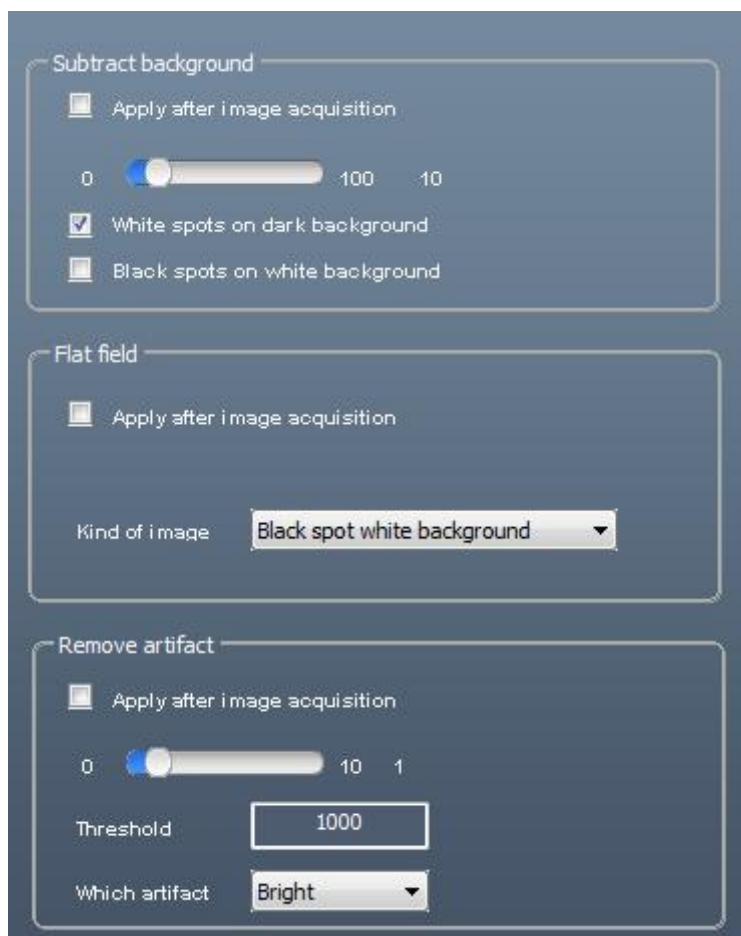 Subtract background
Apply after image acquisition
0 100 10
White spots on dark background
Black spots on white background
Flat field
Apply after image acquisition
Kind of image Black spot white background
Remove artifact
Apply after image acquisition
0 10 1
Threshold 1000
Which artifact Bright